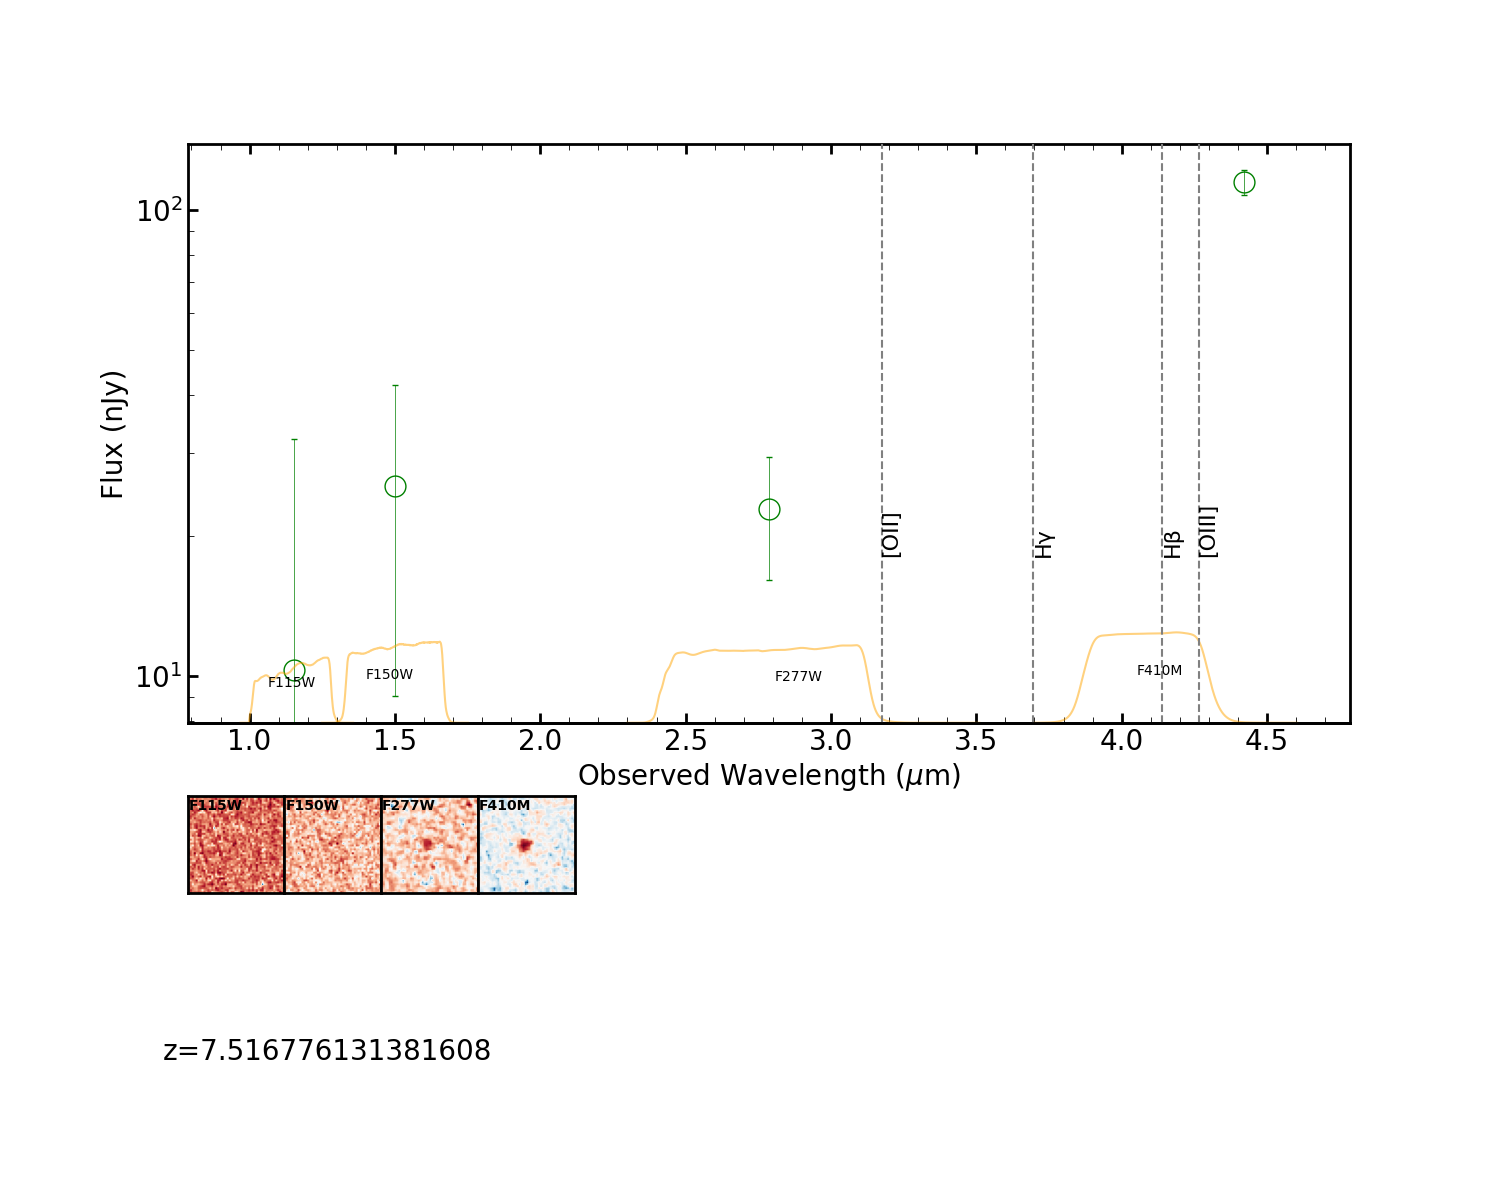 10²
10¹
Flux (nJy)
[OII]
Hγ
Hβ
[OIII]
F115W
F150W
F277W
F410M
1.0 1.5 2.0 2.5 3.0 3.5 4.0 4.5
Observed Wavelength (μm)
F115W F150W F277W F410M
z=7.516776131381608